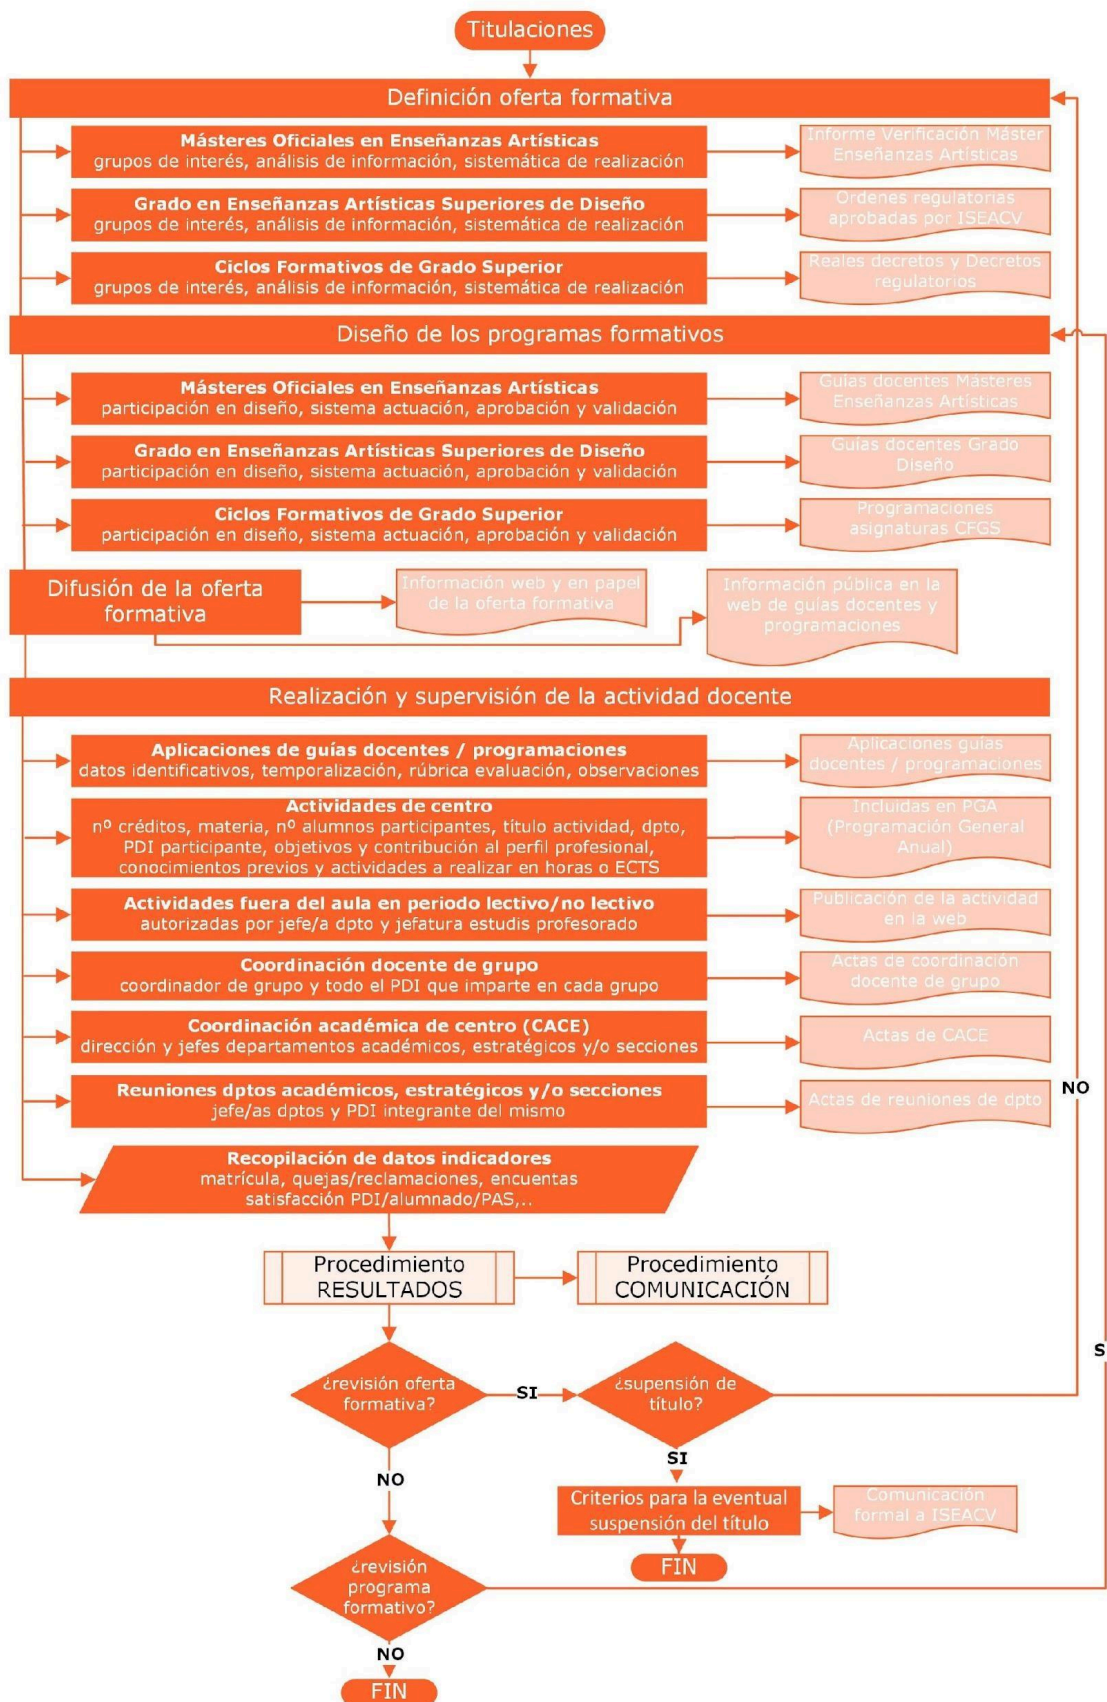 Titulaciones
Definición oferta formativa
Másteres Oficiales en Enseñanzas Artísticas
grupos de interés, análisis de información, sistemática de realización
Informe Verificación Máster
Enseñanzas Artísticas
Grado en Enseñanzas Artísticas Superiores de Diseño
grupos de interés, análisis de información, sistemática de realización
Ordenes regulatorias
aprobadas por ISEACV
Ciclos Formativos de Grado Superior
grupos de interés, análisis de información, sistemática de realización
Reales decretos y Decretos
regulatorios
Diseño de los programas formativos
Másteres Oficiales en Enseñanzas Artísticas
participación en diseño, sistema actuación, aprobación y validación
Guías docentes Másteres
Enseñanzas Artísticas
Grado en Enseñanzas Artísticas Superiores de Diseño
participación en diseño, sistema actuación, aprobación y validación
Guías docentes Grado
Diseño
Ciclos Formativos de Grado Superior
participación en diseño, sistema actuación, aprobación y validación
Programaciones
asignaturas CFGS
Difusión de la oferta
formativa
Información web y en papel
de la oferta formativa
Información pública en la
web de guías docentes y
programaciones
Realización y supervisión de la actividad docente
Aplicaciones de guías docentes / programaciones
datos identificativos, temporalización, rúbrica evaluación, observaciones
Aplicaciones guías
docentes / programaciones
Actividades de centro
nº créditos, materia, nº alumnos participantes, título actividad, dpto,
PDI participante, objetivos y contribución al perfil profesional,
conocimientos previos y actividades a realizar en horas o ECTS
Incluidas en PGA
(Programación General
Anual)
Actividades fuera del aula en periodo lectivo/no lectivo
autorizadas por jefe/a dpto y jefatura estudis profesorado
Publicación de la actividad
en la web
Coordinación docente de grupo
coordinador de grupo y todo el PDI que imparte en cada grupo
Actas de coordinación
docente de grupo
Coordinación académica de centro (CACE)
dirección y jefes departamentos académicos, estratégicos y/o secciones
Actas de CACE
Reuniones dptos académicos, estratégicos y/o secciones
jefe/as dptos y PDI integrante del mismo
Actas de reuniones de dpto
NO
Recopilación de datos indicadores
matrícula, quejas/reclamaciones, encuentas
satisfacción PDI/alumnado/PAS,..
Procedimiento
RESULTADOS
Procedimiento
COMUNICACIÓN
S
¿revisión oferta
formativa?
SI
¿supensión de
título?
NO
SI
Criterios para la eventual
suspensión del título
Comunicación
formal a ISEACV
FIN
¿revisión
programa
formativo?
NO
FIN